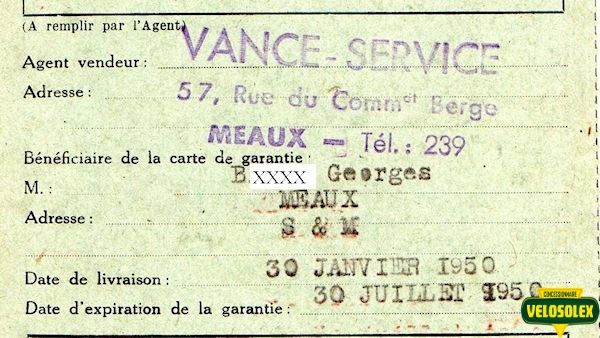 (A remplir par l'Agent)
VANCE-SERVICE
Agent vendeur :
Adresse : 57, Rue du Commdt Berge
MEAUX - Tél. : 239
Bénéficiaire de la carte de garantie :
M. : B XXXX Georges
MEAUX
Adresse : S & M
Date de livraison : 30 JANVIER 1950
Date d'expiration de la garantie : 30 JUILLET 1950
CONCESSIONNAIRE
VELOSOLEX